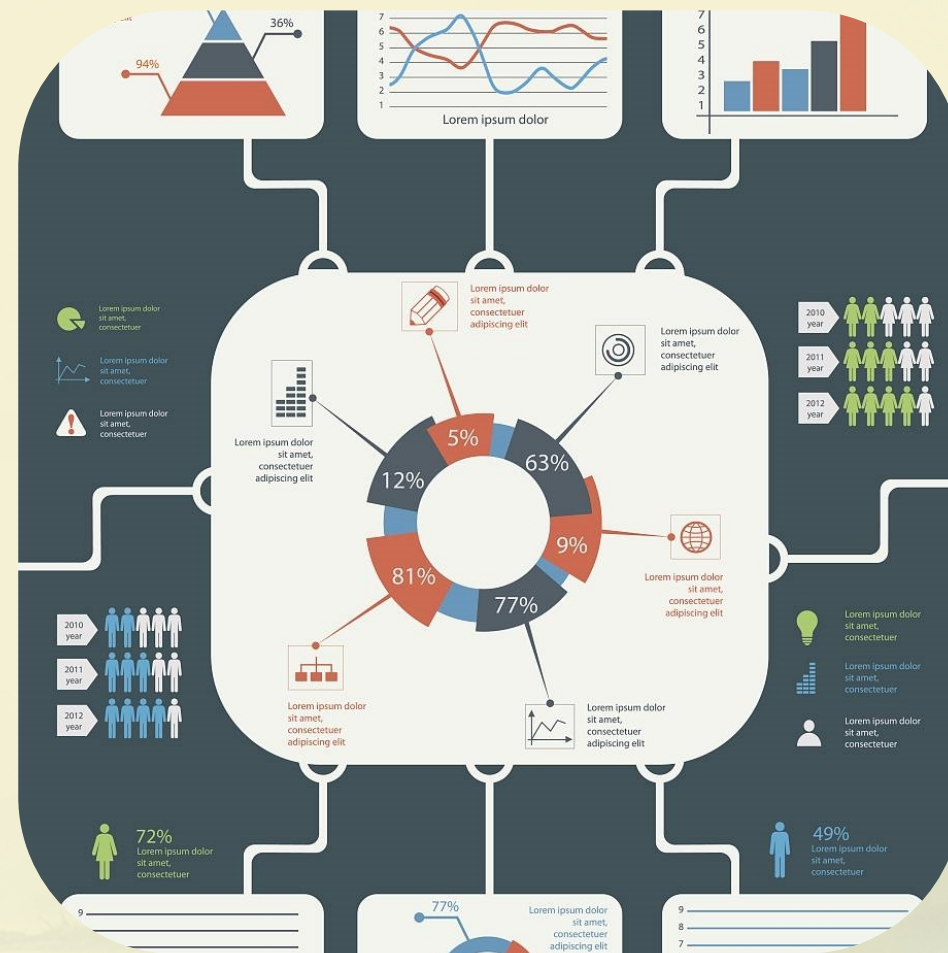 36%
94%
7
6
5
4
3
2
1
Lorem ipsum dolor
7
6
5
4
3
2
1
Lorem ipsum dolor
sit amet,
consectetuer
Lorem ipsum dolor
sit amet,
consectetuer
Lorem ipsum dolor
sit amet,
consectetuer
Lorem ipsum dolor
sit amet,
consectetuer
adipiscing elit
Lorem ipsum dolor
sit amet,
consectetuer
adipiscing elit
Lorem ipsum dolor
sit amet,
consectetuer
adipiscing elit
5%
63%
12%
9%
81%
77%
Lorem ipsum dolor
sit amet,
consectetuer
adipiscing elit
Lorem ipsum dolor
sit amet,
consectetuer
adipiscing elit
Lorem ipsum dolor
sit amet,
consectetuer
adipiscing elit
2010
year
2011
year
2012
year
2010
year
2011
year
2012
year
Lorem ipsum dolor
sit amet,
consectetuer
Lorem ipsum dolor
sit amet,
consectetuer
Lorem ipsum dolor
sit amet,
consectetuer
72%
Lorem ipsum dolor
sit amet,
consectetuer
49%
Lorem ipsum dolor
sit amet,
consectetuer
9
77%
Lorem ipsum dolor
sit amet,
consectetuer
adipiscing elit
9
8
7